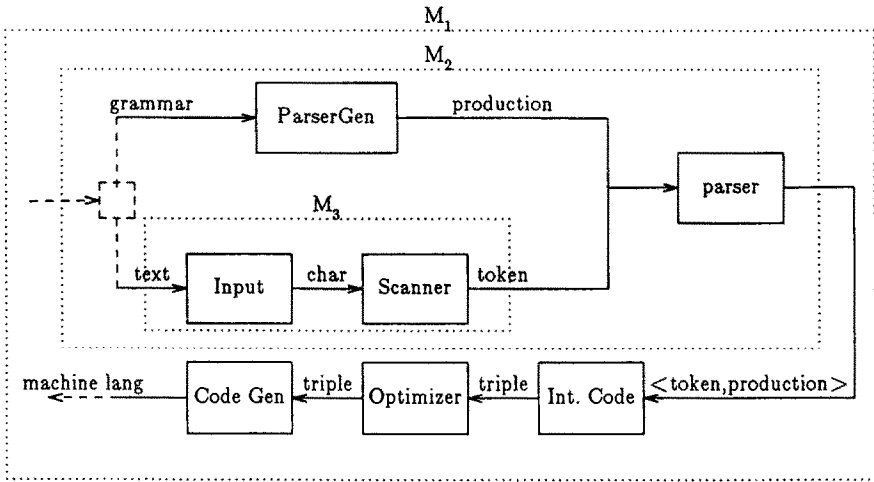 M1
M2
grammar
ParserGen
production
parser
M3
text
Input
char
Scanner
token
machine lang
Code Gen
triple
Optimizer
triple
Int. Code
<token,production>